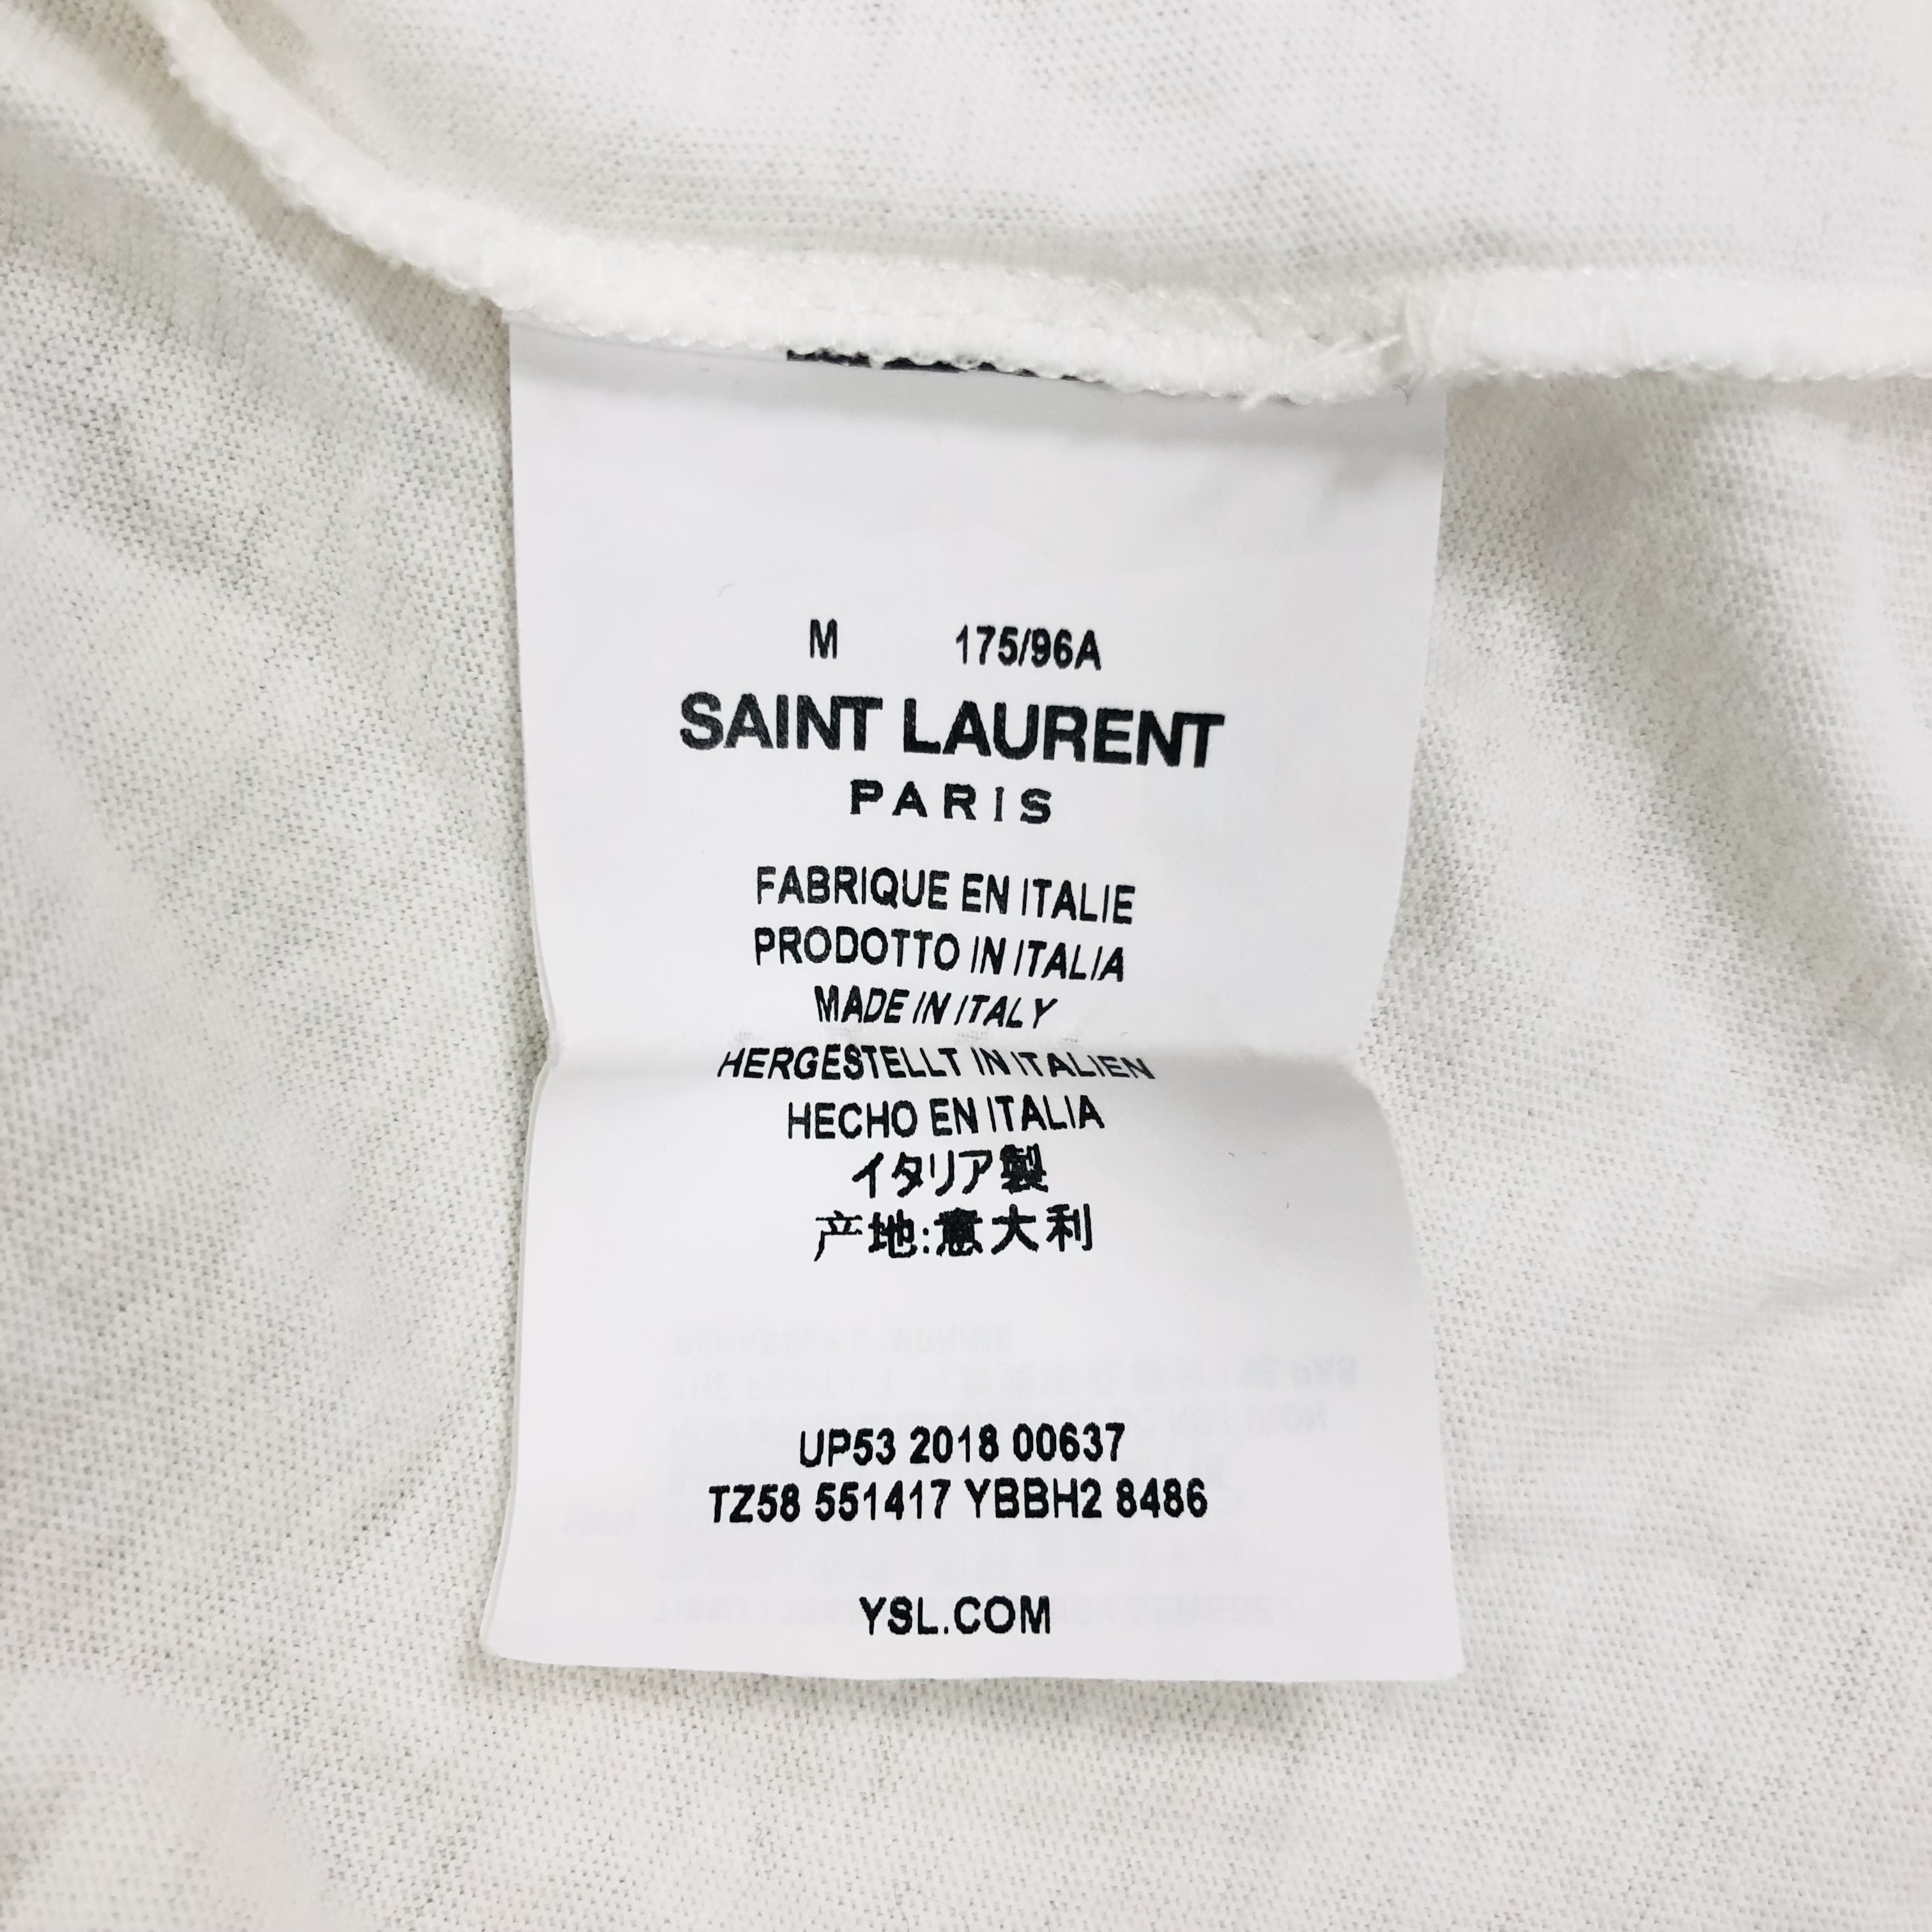 M 175/96A
SAINT LAURENT
PARIS
FABRIQUE EN ITALIE
PRODOTTO IN ITALIA
MADE IN ITALY
HERGESTELLT IN ITALIEN
HECHO EN ITALIA
イタリア製
产地:意大利
UP53 2018 00637
TZ58 551417 YBBH2 8486
YSL.COM